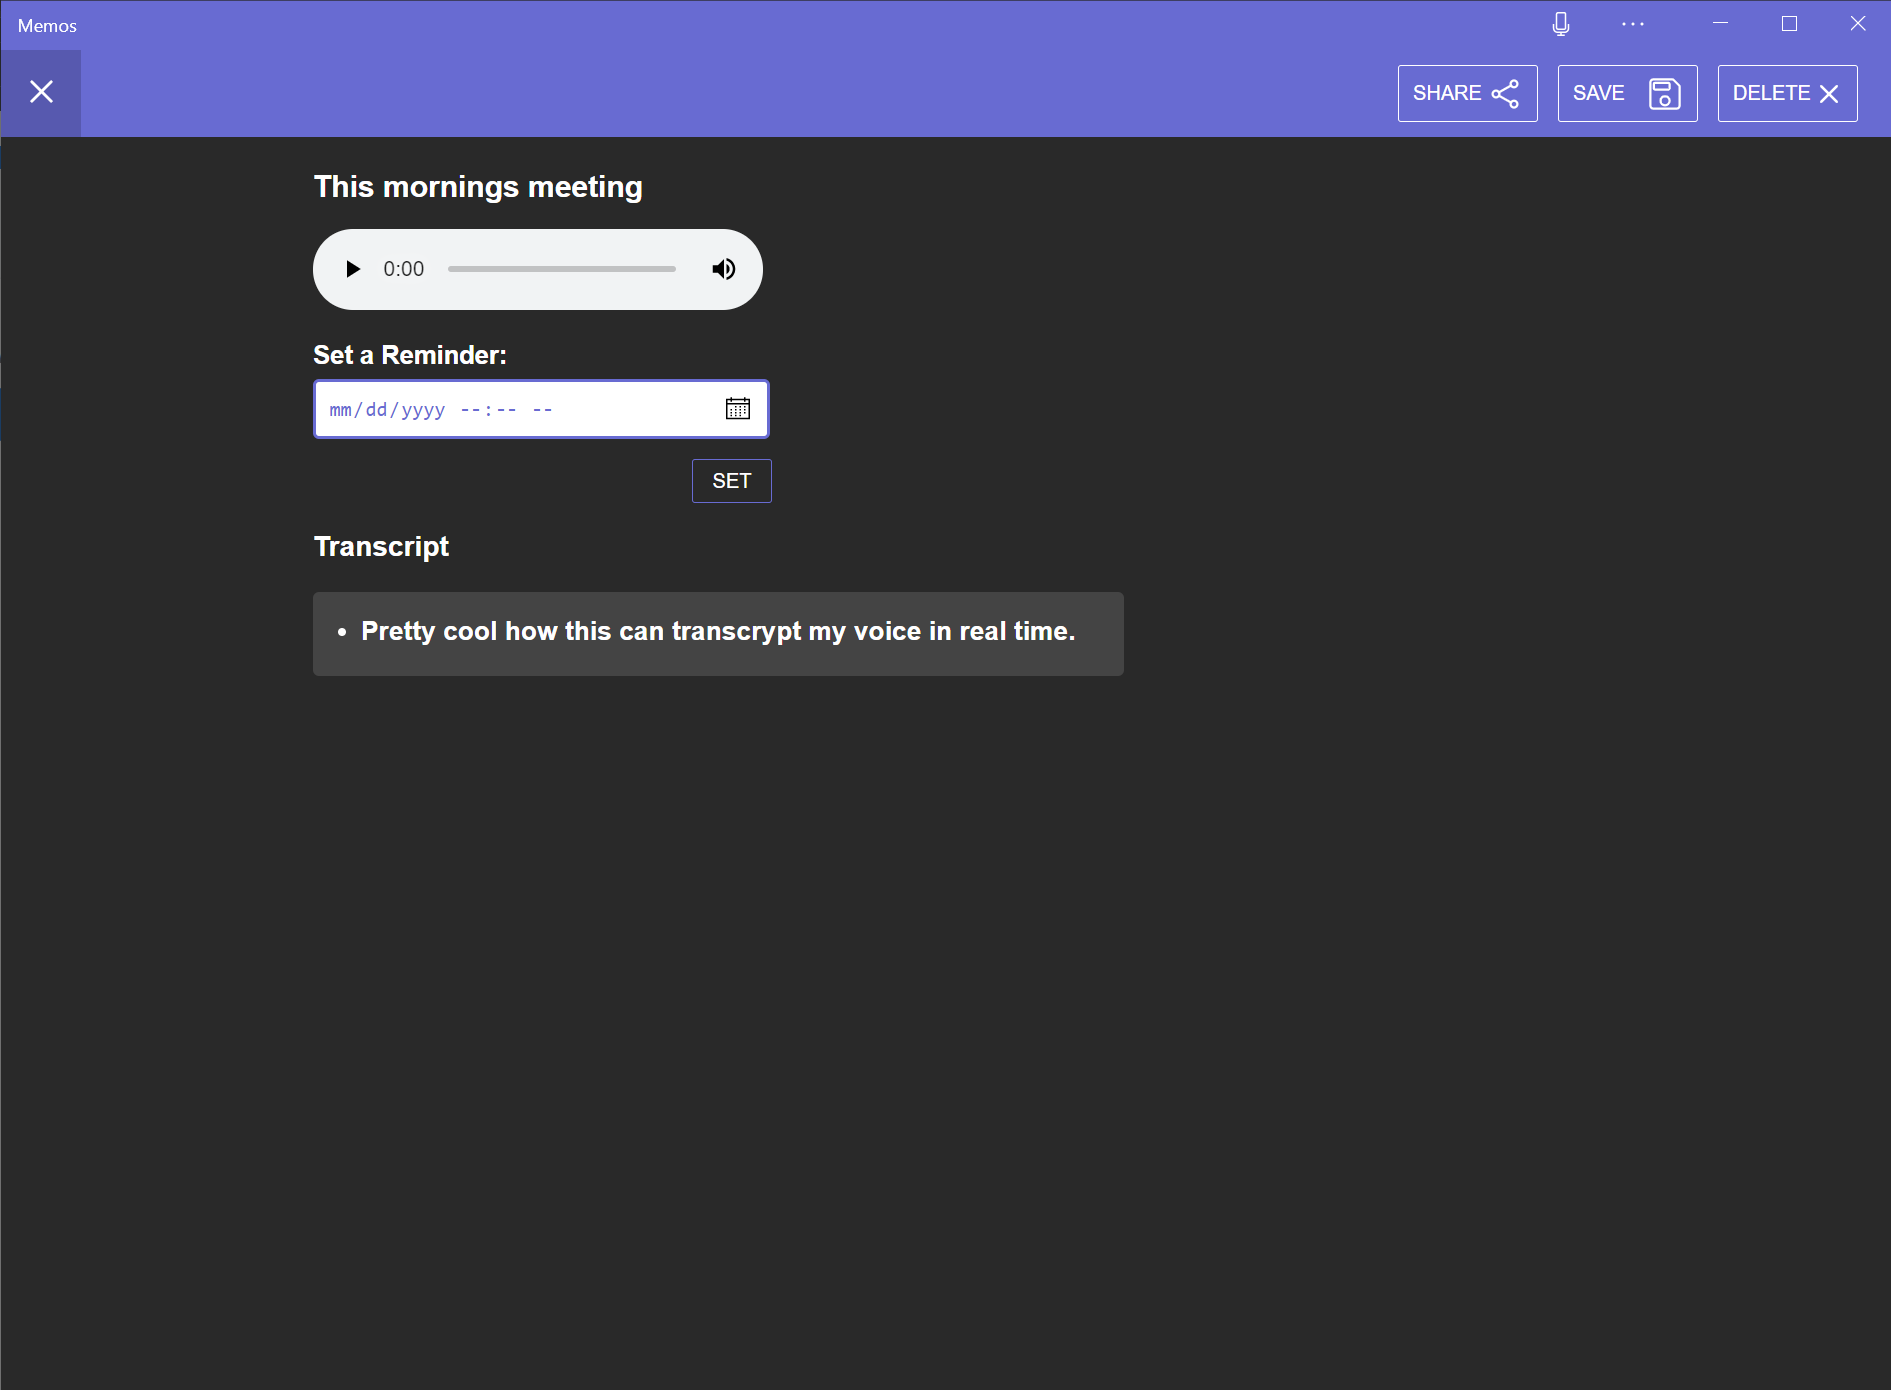 Memos
SHARE SAVE DELETE
This mornings meeting
0:00
Set a Reminder:
mm/dd/yyyy --:-- --
SET
Transcript
• Pretty cool how this can transcrypt my voice in real time.